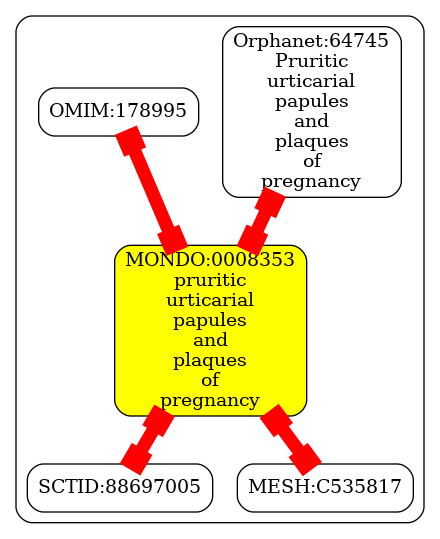 Orphanet:64745
Pruritic
urticarial
papules
and
plaques
of
pregnancy
OMIM:178995
MONDO:0008353
pruritic
urticarial
papules
and
plaques
of
pregnancy
SCTID:88697005
MESH:C535817